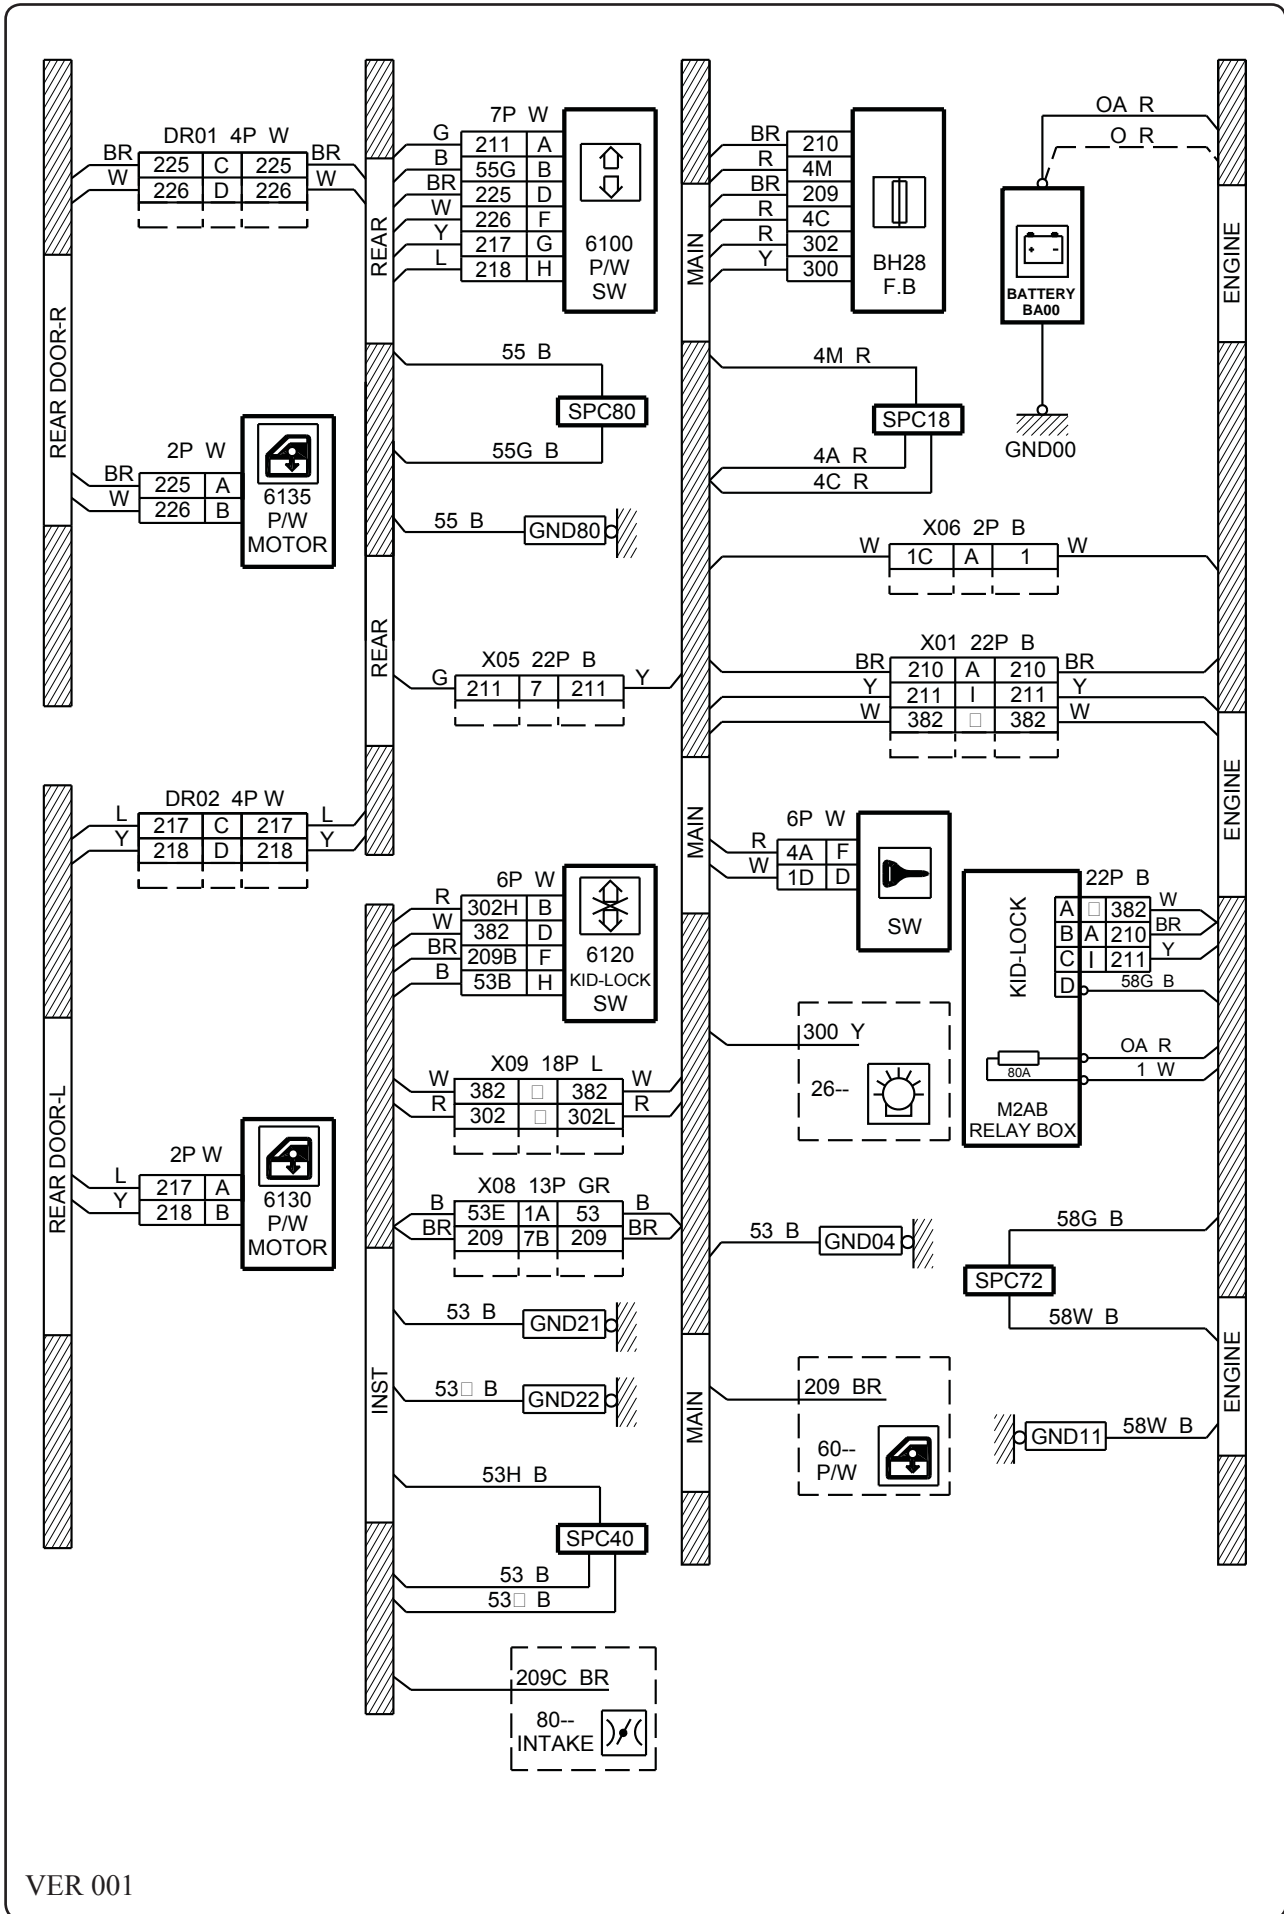 DR01 4P W
BR 225 C 225 BR
W 226 D 226 W
REAR DOOR-R
2P W
BR 225 A
W 226 B
6135
P/W
MOTOR
DR02 4P W
L 217 C 217 L
Y 218 D 218 Y
REAR DOOR-L
2P W
L 217 A
Y 218 B
6130
P/W
MOTOR
REAR
7P W
G 211 A
B 55G B
BR 225 D
W 226 F
Y 217 G
L 218 H
6100
P/W
SW
55 B
SPC80
55G B
55 B GND80
REAR
X05 22P B
G 211 7 211 Y
6P W
R 302H B
W 382 D
BR 209B F
B 53B H
6120
KID-LOCK
SW
X09 18P L
W 382 □ 382 W
R 302 □ 302L R
X08 13P GR
B 53E 1A 53 B
BR 209 7B 209 BR
INST
53 B GND21
53□ B GND22
53H B
SPC40
53 B
53□ B
209C BR
80--
INTAKE
MAIN
BR 210
R 4M
BR 209
R 4C
R 302
Y 300
BH28
F.B
4M R
SPC18
4A R
4C R
OA R
O R
BATTERY
BA00
GND00
ENGINE
X06 2P B
W 1C A 1 W
X01 22P B
BR 210 A 210 BR
Y 211 I 211 Y
W 382 □ 382 W
MAIN
6P W
R 4A F
W 1D D
SW
300 Y
26--
ENGINE
KID-LOCK
22P B
A □ 382 W
B A 210 BR
C I 211 Y
D 58G B
OA R
80A
1 W
M2AB
RELAY BOX
53 B GND04
58G B
SPC72
58W B
MAIN
209 BR
60--
P/W
ENGINE
GND11 58W B
VER 001